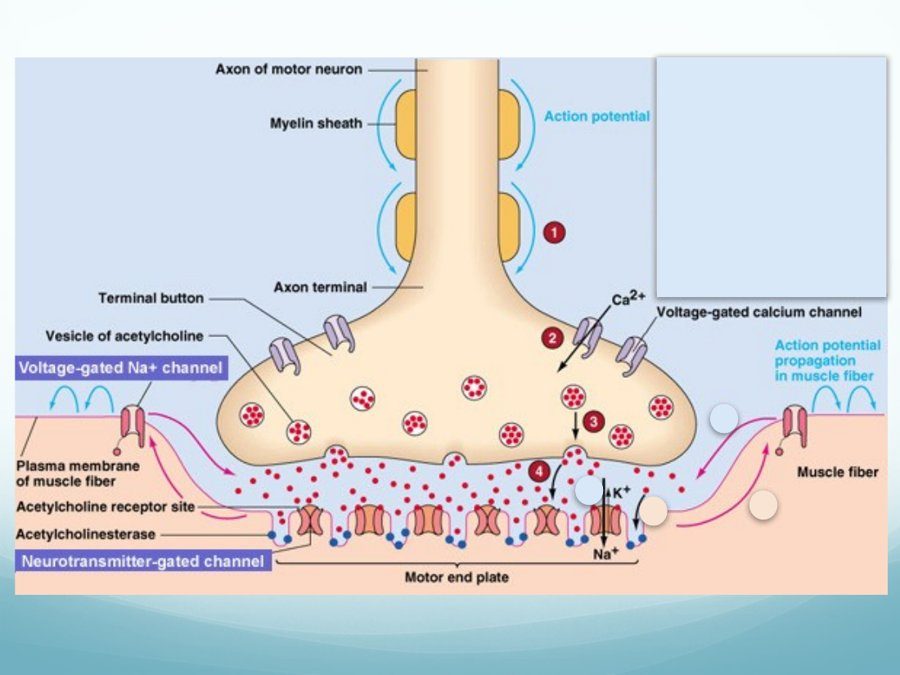 Axon of motor neuron
Myelin sheath
Action potential
1
Axon terminal
Terminal button
Ca2+
Voltage-gated calcium channel
Vesicle of acetylcholine
2
Action potential
propagation
in muscle fiber
Voltage-gated Na+ channel
3
Plasma membrane
of muscle fiber
4
Muscle fiber
K+
Acetylcholine receptor site
Acetylcholinesterase
Na+
Neurotransmitter-gated channel
Motor end plate